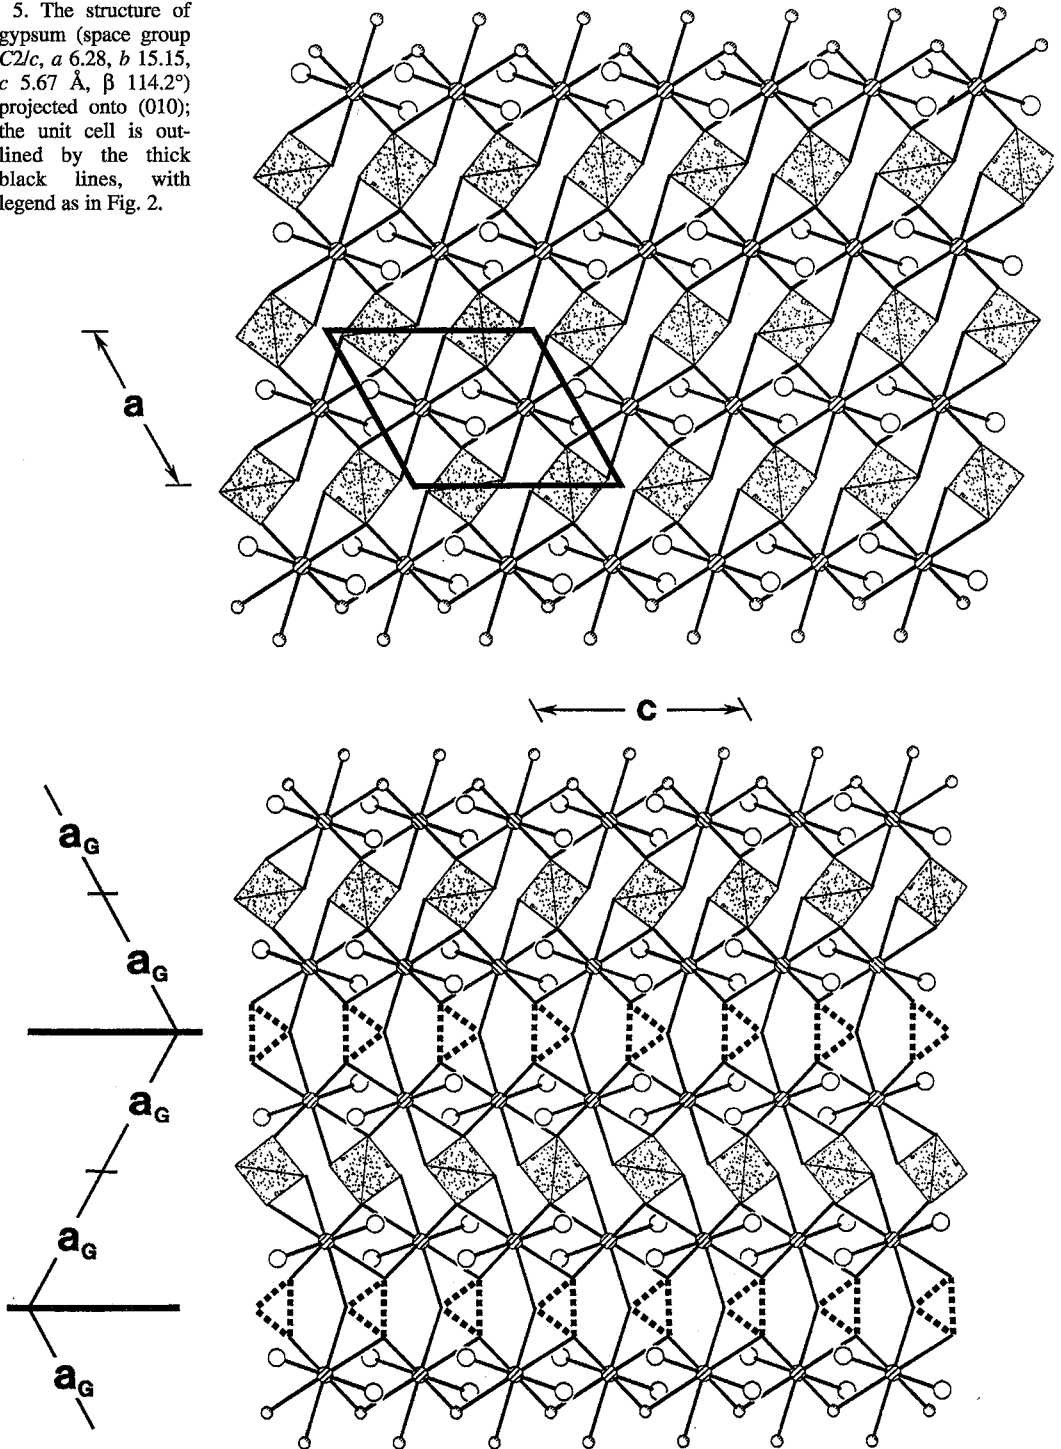 5. The structure of
gypsum (space group
C2/c, a 6.28, b 15.15,
c 5.67 Å, β 114.2°)
projected onto (010);
the unit cell is out-
lined by the thick
black lines, with
legend as in Fig. 2.
a
c
aG
aG
aG
aG
aG